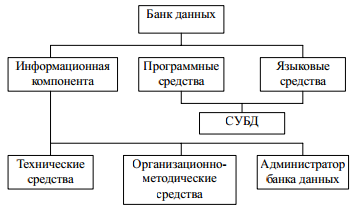 Банк данных
Информационная
компонента
Программные
средства
Языковые
средства
СУБД
Технические
средства
Организационно-
методические
средства
Администратор
банка данных